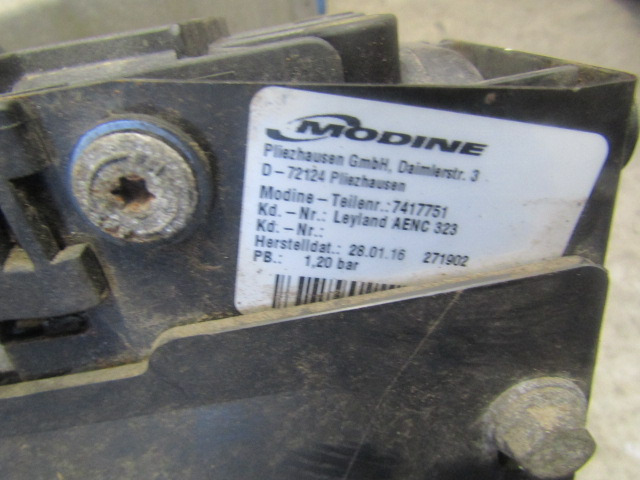 MODINE
Pliezhausen GmbH, Daimlerstr. 3
D-72124 Pliezhausen
Modine-Teilenr.:7417751
Kd.-Nr.: Leyland AENC 323
Kd.-Nr.:
Herstelldat.: 28.01.16 271902
PB.: 1,20 bar